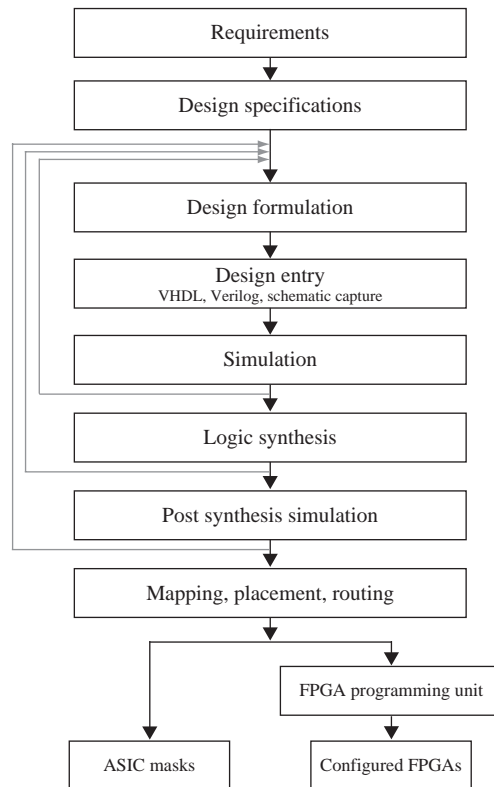 Requirements
Design specifications
Design formulation
Design entry
VHDL, Verilog, schematic capture
Simulation
Logic synthesis
Post synthesis simulation
Mapping, placement, routing
FPGA programming unit
ASIC masks
Configured FPGAs